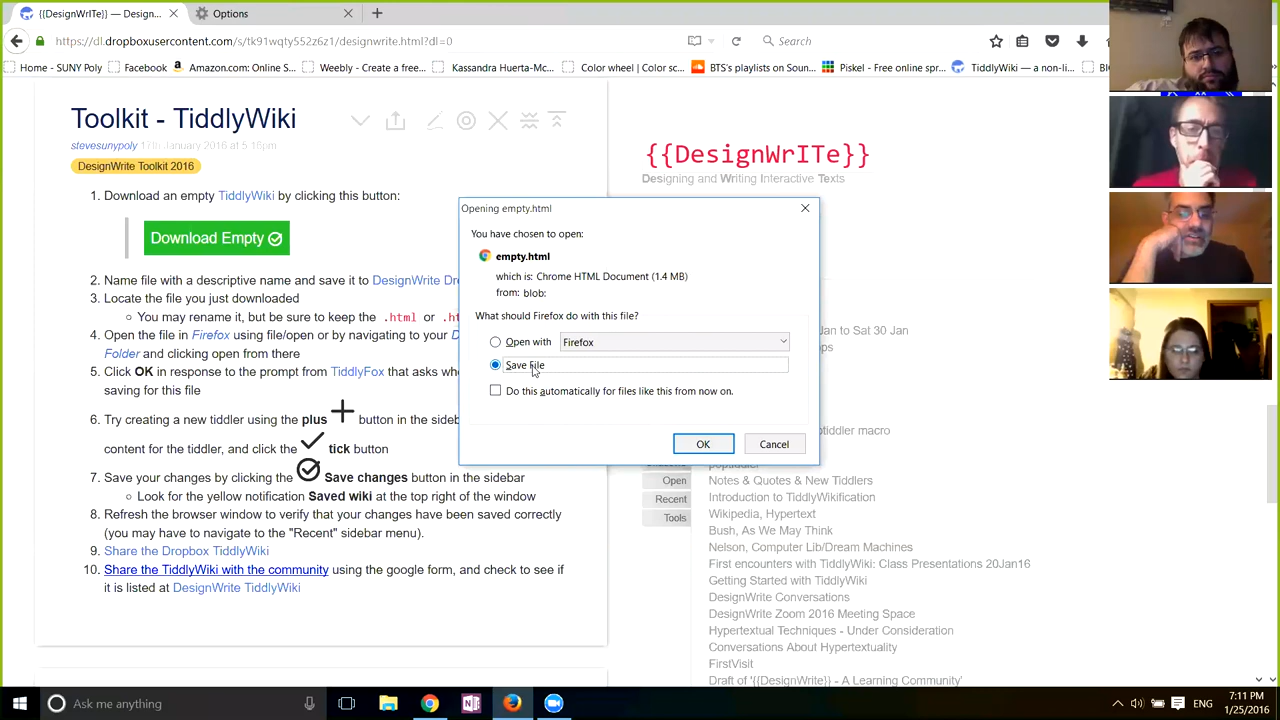 {{DesignWrITe}} — Desig...
Options
https://dl.dropboxusercontent.com/s/tk91wqty552z6z1/designwrite.html?dl=0
Search
Home - SUNY Poly
Facebook
Amazon.com: Online S...
Weebly - Create a free...
Kassandra Huerta-Mc...
Color wheel | Color sc...
BTS's playlists on Soun...
Piskel - Free online spr...
TiddlyWiki — a non-li...
Toolkit - TiddlyWiki
stevesunypoly 17th January 2016 at 5:16pm
DesignWrite Toolkit 2016
1. Download an empty TiddlyWiki by clicking this button:
Download Empty
2. Name file with a descriptive name and save it to DesignWrite Dr
3. Locate the file you just downloaded
You may rename it, but be sure to keep the .html or .h
4. Open the file in Firefox using file/open or by navigating to your D
Folder and clicking open from there
5. Click OK in response to the prompt from TiddlyFox that asks wh
saving for this file
6. Try creating a new tiddler using the plus button in the sideb
content for the tiddler, and click the tick button
7. Save your changes by clicking the Save changes button in the sidebar
Look for the yellow notification Saved wiki at the top right of the window
8. Refresh the browser window to verify that your changes have been saved correctly
(you may have to navigate to the "Recent" sidebar menu).
9. Share the Dropbox TiddlyWiki
10. Share the TiddlyWiki with the community using the google form, and check to see if
it is listed at DesignWrite TiddlyWiki
{{DesignWrITe}}
Designing and Writing Interactive Texts
Opening empty.html
You have chosen to open:
empty.html
which is: Chrome HTML Document (1.4 MB)
from: blob:
What should Firefox do with this file?
Open with Firefox
Save File
Do this automatically for files like this from now on.
OK
Cancel
Jan to Sat 30 Jan
ps
ptiddler macro
Open
Recent
Tools
Notes & Quotes & New Tiddlers
Introduction to TiddlyWikification
Wikipedia, Hypertext
Bush, As We May Think
Nelson, Computer Lib/Dream Machines
First encounters with TiddlyWiki: Class Presentations 20Jan16
Getting Started with TiddlyWiki
DesignWrite Conversations
DesignWrite Zoom 2016 Meeting Space
Hypertextual Techniques - Under Consideration
Conversations About Hypertextuality
FirstVisit
Draft of '{{DesignWrite} - A Learning Community'
Ask me anything
ENG
7:11 PM
1/25/2016